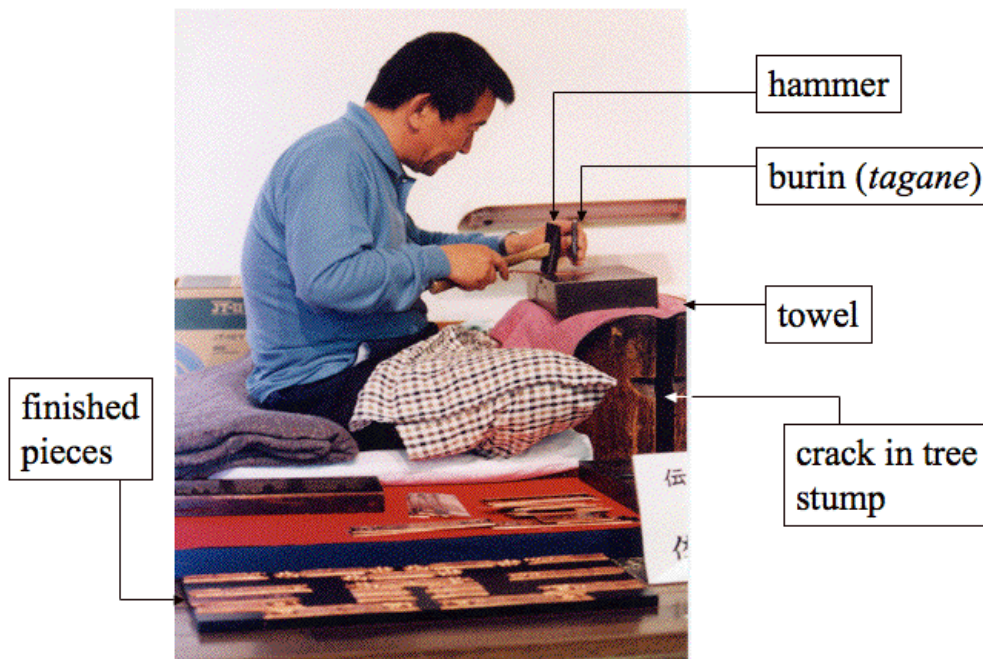 hammer
burin (tagane)
towel
finished
pieces
crack in tree
stump
伝